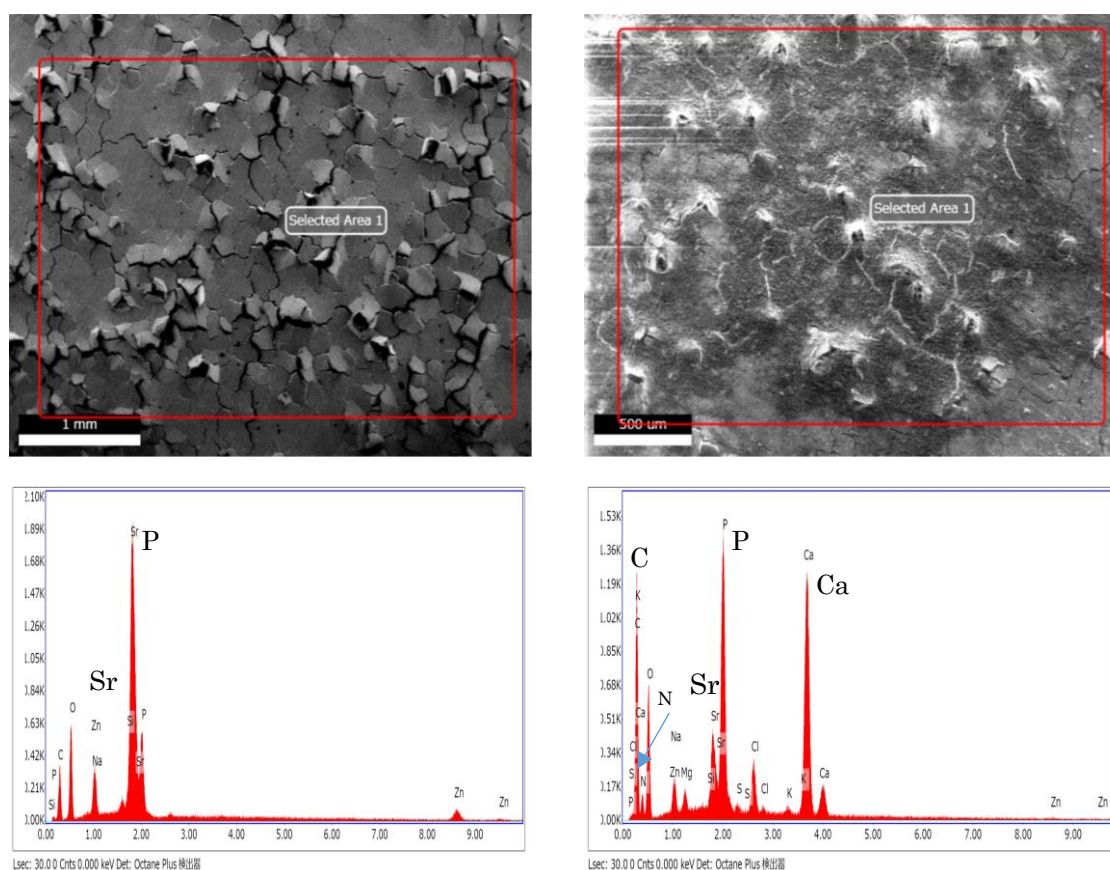 Selected Area 1
1 mm
Selected Area 1
500 um
2.10K
1.89K
1.68K
1.47K
1.26K
1.05K
0.84K
0.63K
0.42K
0.21K
0.00K
Sr
P
Sr
O
Zn
Si
P
C
P
Na
Sr
Si
Zn
Zn
0.00 1.00 2.00 3.00 4.00 5.00 6.00 7.00 8.00 9.00
Lsec: 30.0 0 Cnts 0.000 keV Det: Octane Plus 検出器
1.53K
1.36K
1.19K
1.02K
0.85K
0.68K
0.51K
0.34K
0.17K
0.00K
P
P
C
Ca
Ca
K
C
O
Sr
N
Ca
Sr
Na
Cl
Sr
Cl
S
N
Zn
Mg
Si
S
S
Cl
K
K
Ca
P
Zn
Zn
0.00 1.00 2.00 3.00 4.00 5.00 6.00 7.00 8.00 9.00
Lsec: 30.0 0 Cnts 0.000 keV Det: Octane Plus 検出器